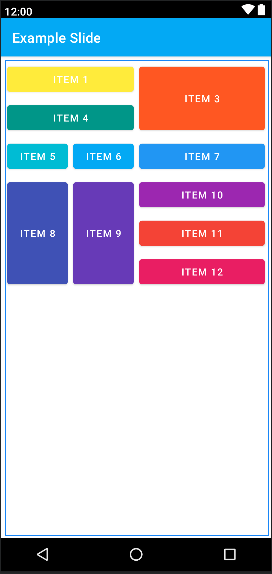 12:00
Example Slide
ITEM 1
ITEM 3
ITEM 4
ITEM 5
ITEM 6
ITEM 7
ITEM 8
ITEM 9
ITEM 10
ITEM 11
ITEM 12